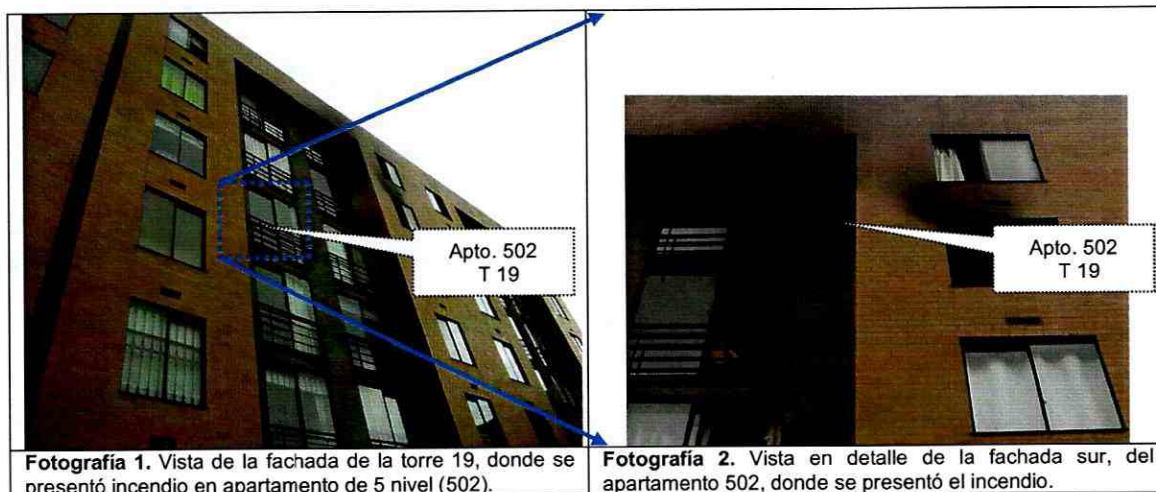 Apto. 502
T 19
Apto. 502
T 19
Fotografía 1. Vista de la fachada de la torre 19, donde se
presentó incendio en apartamento de 5 nivel (502).
Fotografía 2. Vista en detalle de la fachada sur, del
apartamento 502, donde se presentó el incendio.